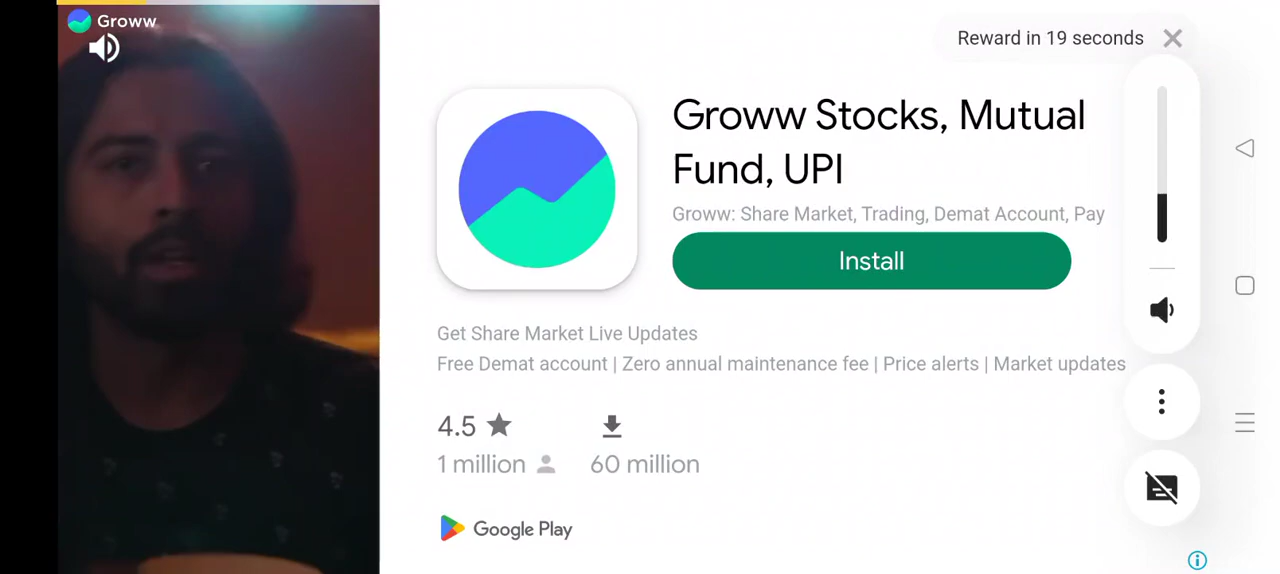 Groww
Reward in 19 seconds
Groww Stocks, Mutual
Fund, UPI
Groww: Share Market, Trading, Demat Account, Pay
Install
Get Share Market Live Updates
Free Demat account | Zero annual maintenance fee | Price alerts | Market updates
4.5
1 million
60 million
Google Play